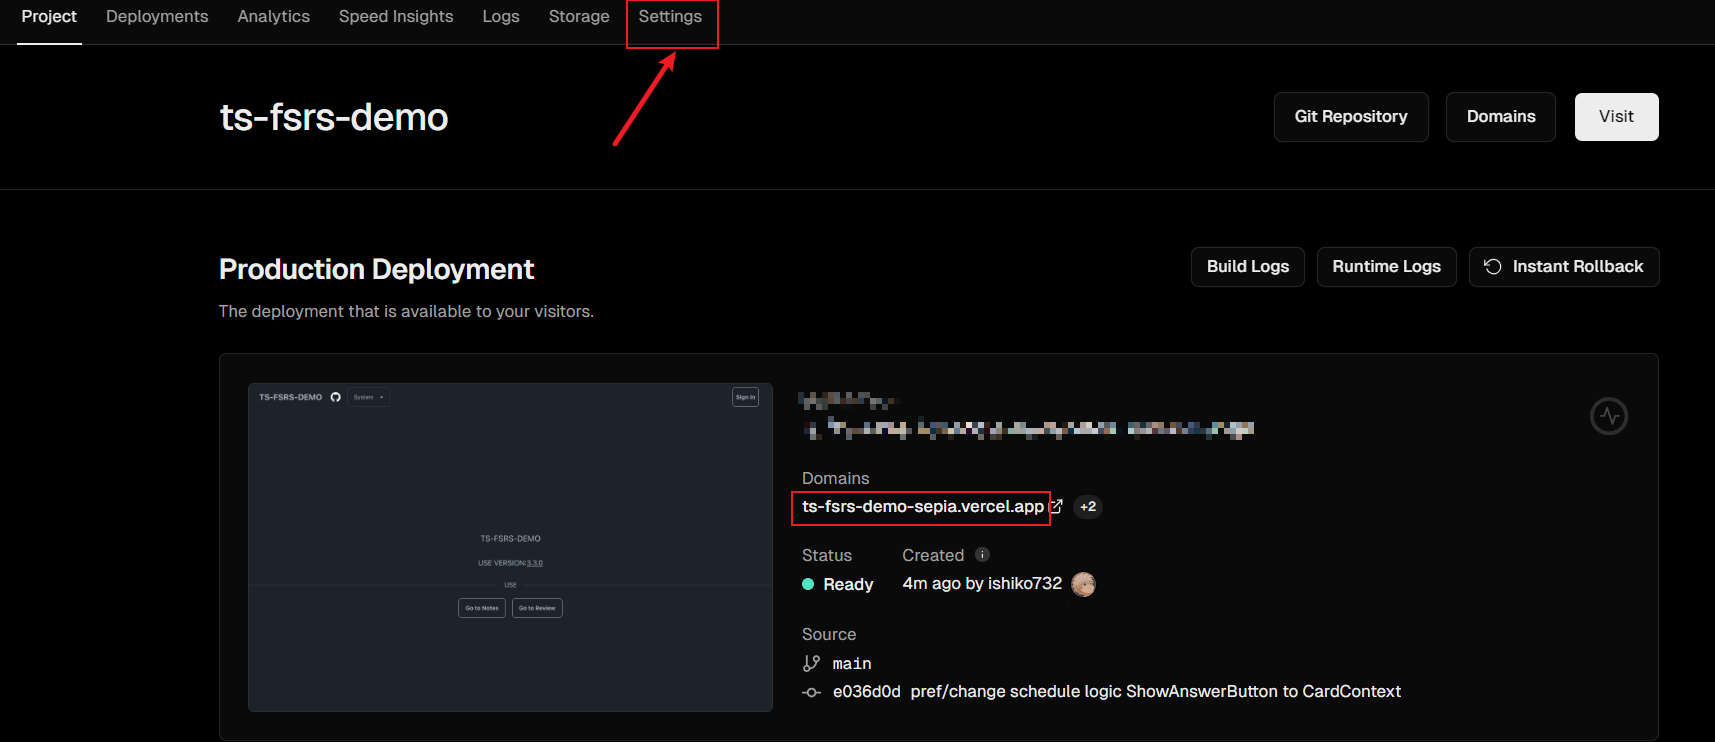 Project Deployments Analytics Speed Insights Logs Storage Settings
ts-fsrs-demo
Git Repository Domains Visit
Production Deployment
Build Logs Runtime Logs Instant Rollback
The deployment that is available to your visitors.
TS-FSRS-DEMO System Sign in
TS-FSRS-DEMO
USE VERSION:3.3.0
USE
Go to Notes Go to Review
Domains
ts-fsrs-demo-sepia.vercel.app +2
Status Created
Ready 4m ago by ishiko732
Source
main
e036d0d pref/change schedule logic ShowAnswerButton to CardContext